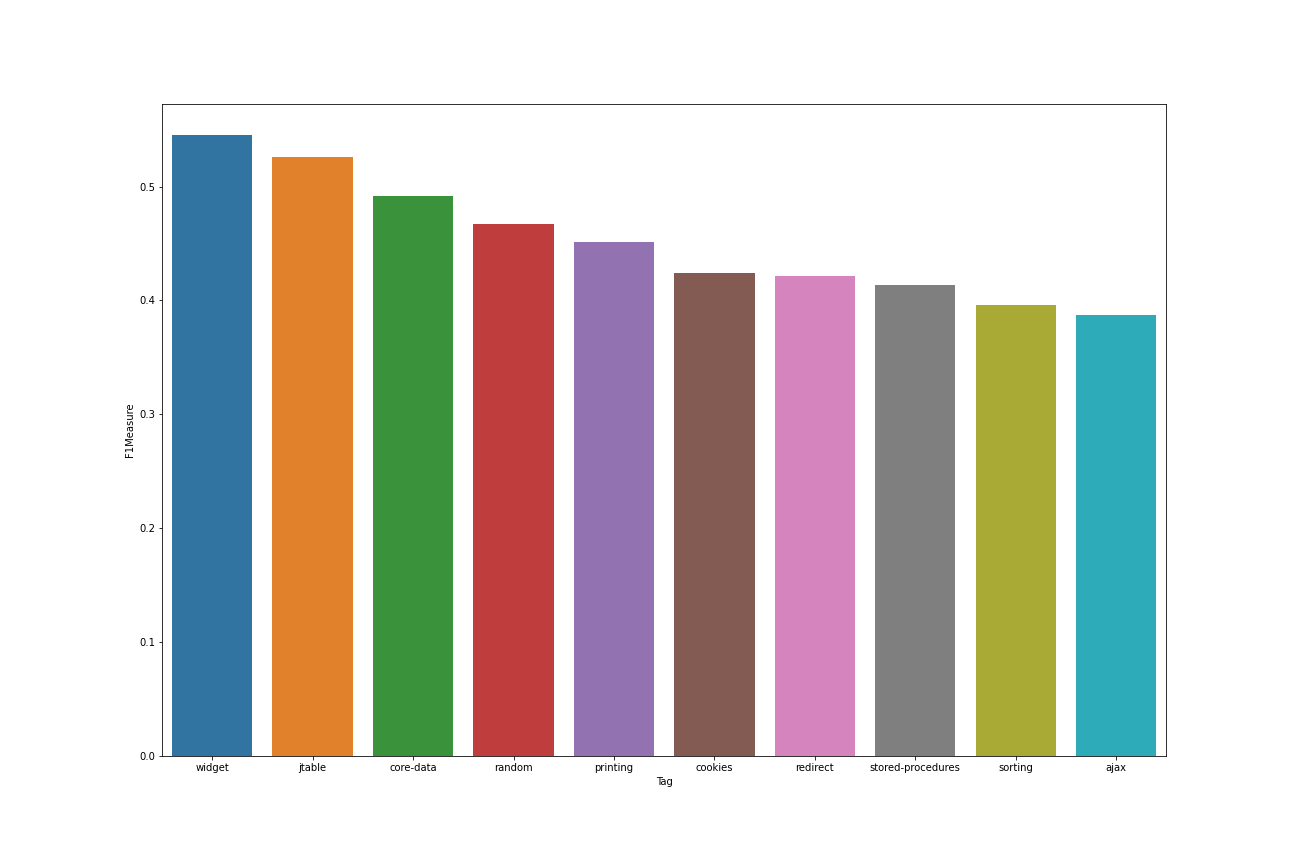 F1Measure
0.5
0.4
0.3
0.2
0.1
0.0
widget jtable core-data random printing cookies redirect stored-procedures sorting ajax
Tag